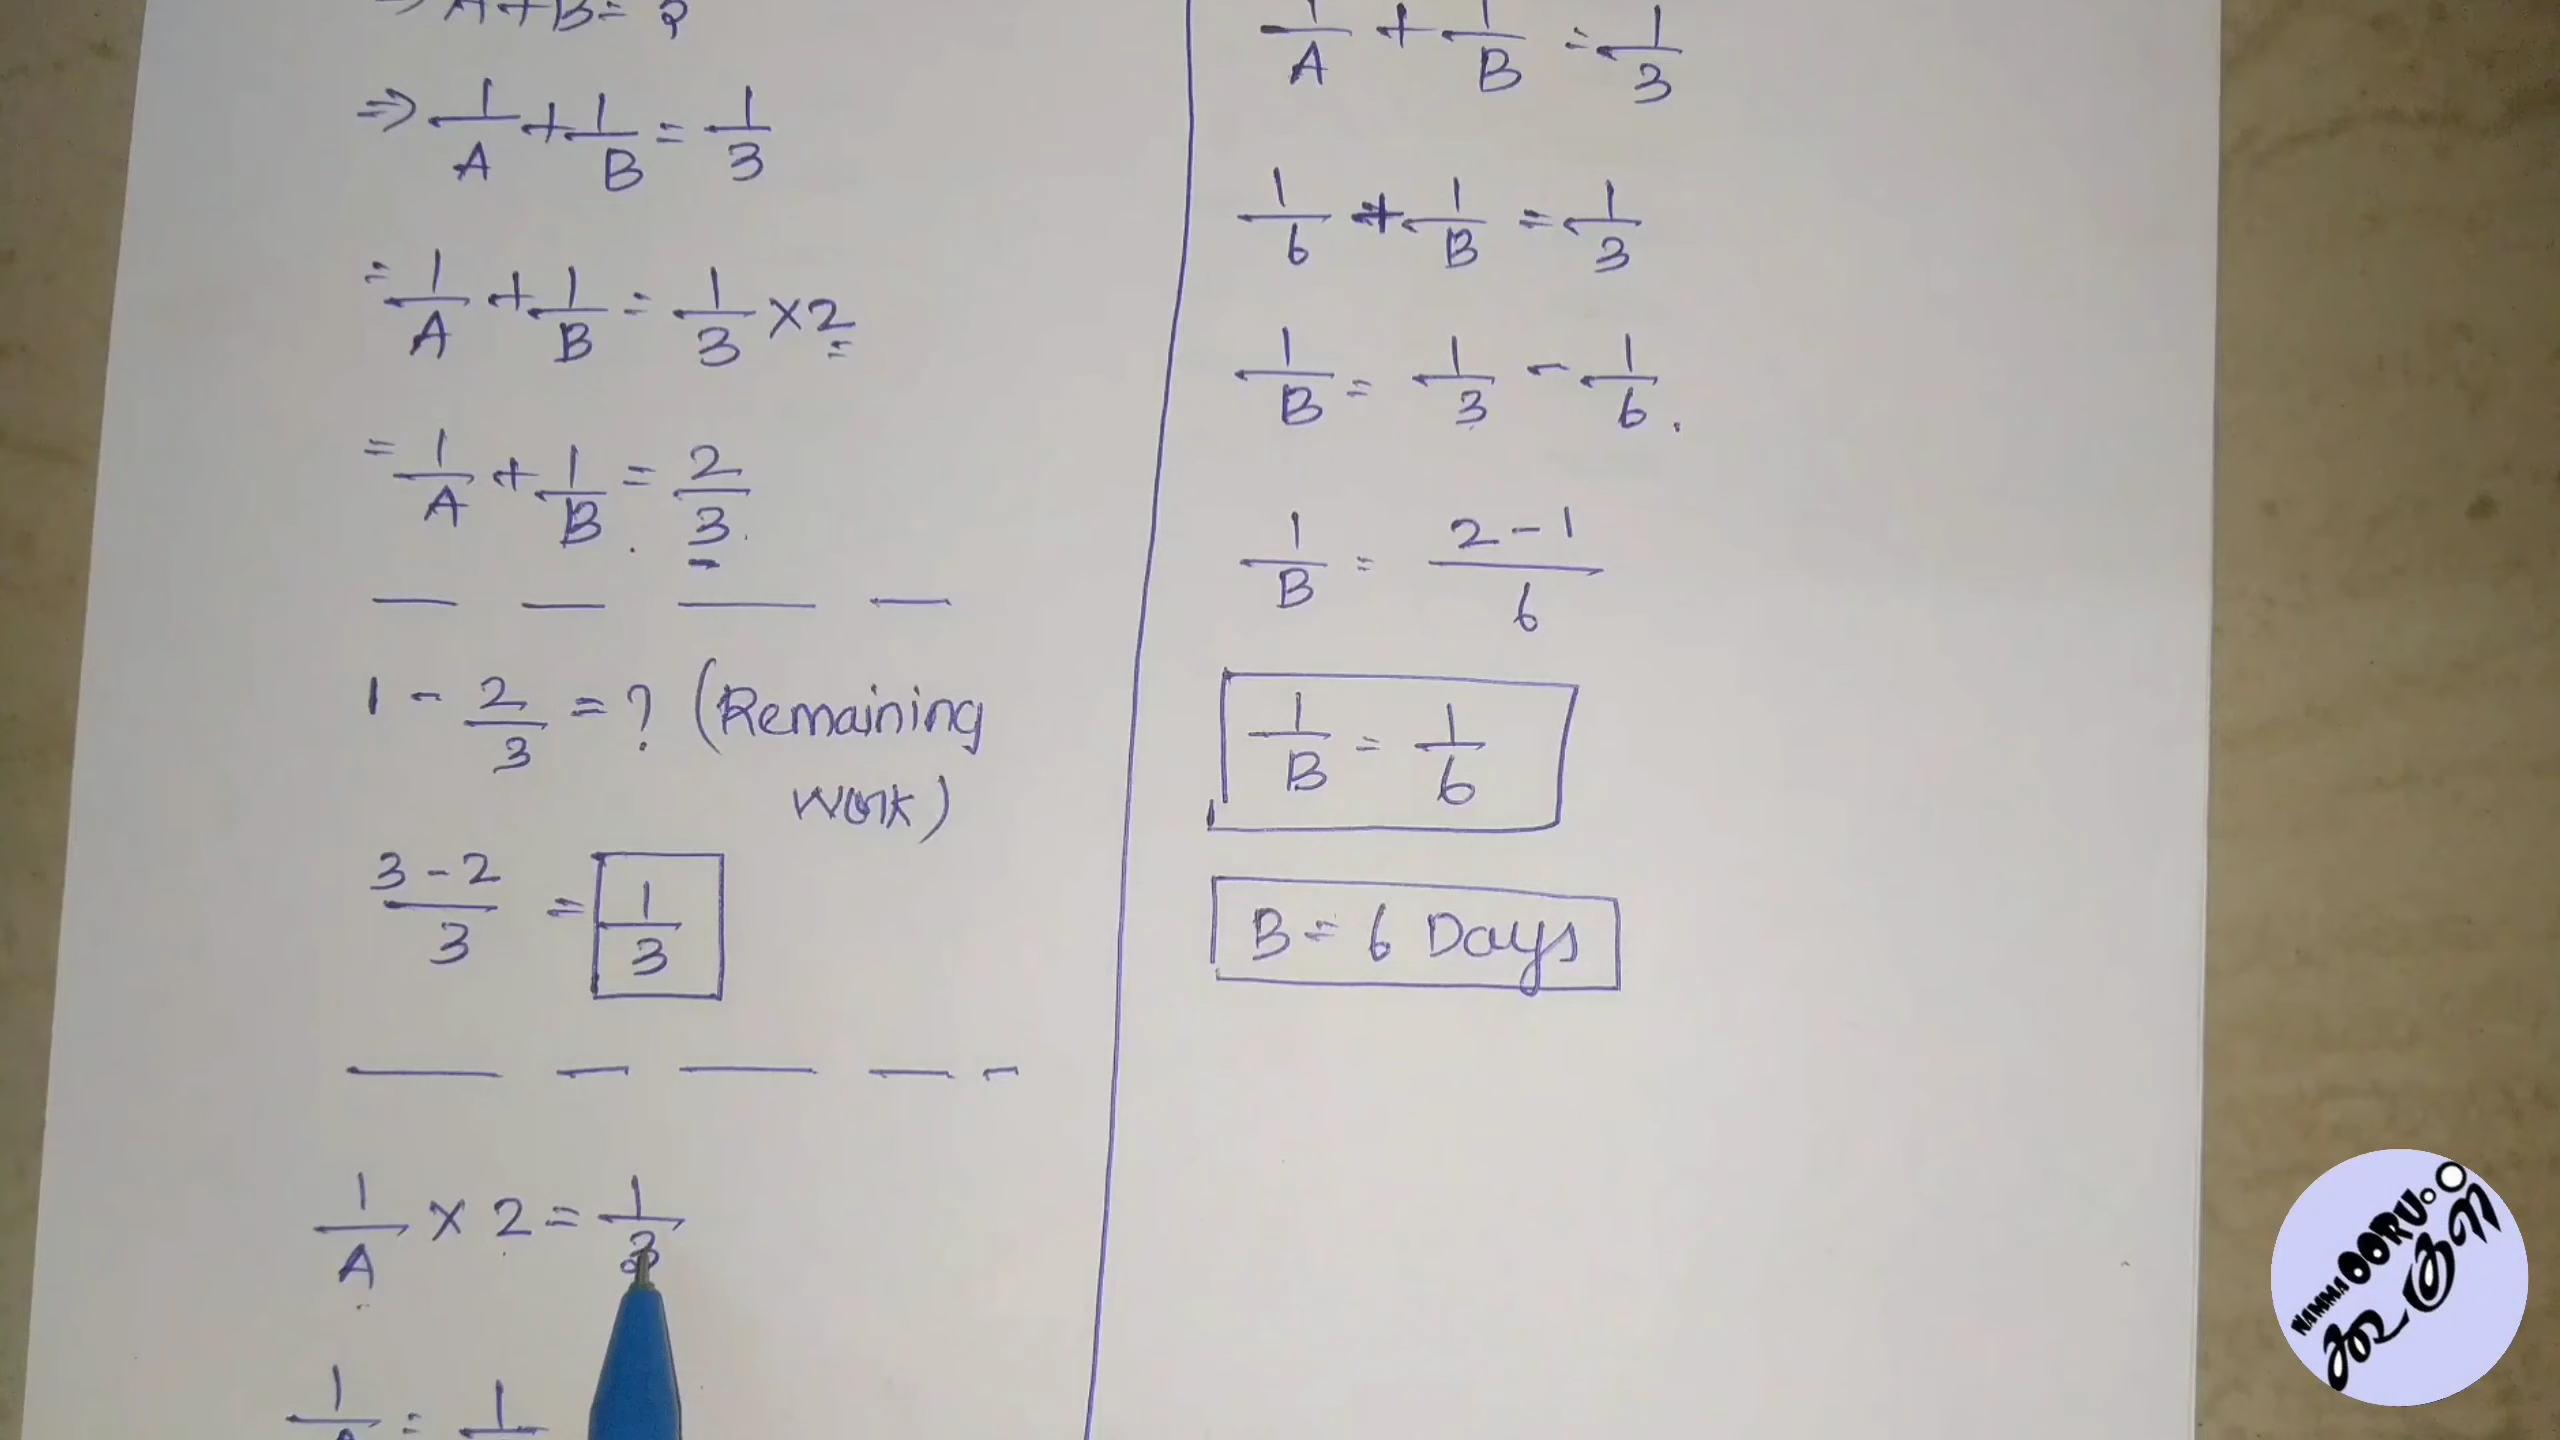 ⇒ A+B= ?
⇒ 1/A + 1/B = 1/3
= 1/A + 1/B = 1/3 × 2
= 1/A + 1/B = 2/3
1 - 2/3 = ? (Remaining
work)
(3-2)/3 = 1/3
1/A × 2 = 1/3
1/A + 1/B = 1/3
1/6 + 1/B = 1/3
1/B = 1/3 - 1/6
1/B = (2-1)/6
1/B = 1/6
B = 6 Days
NAMMA OORU